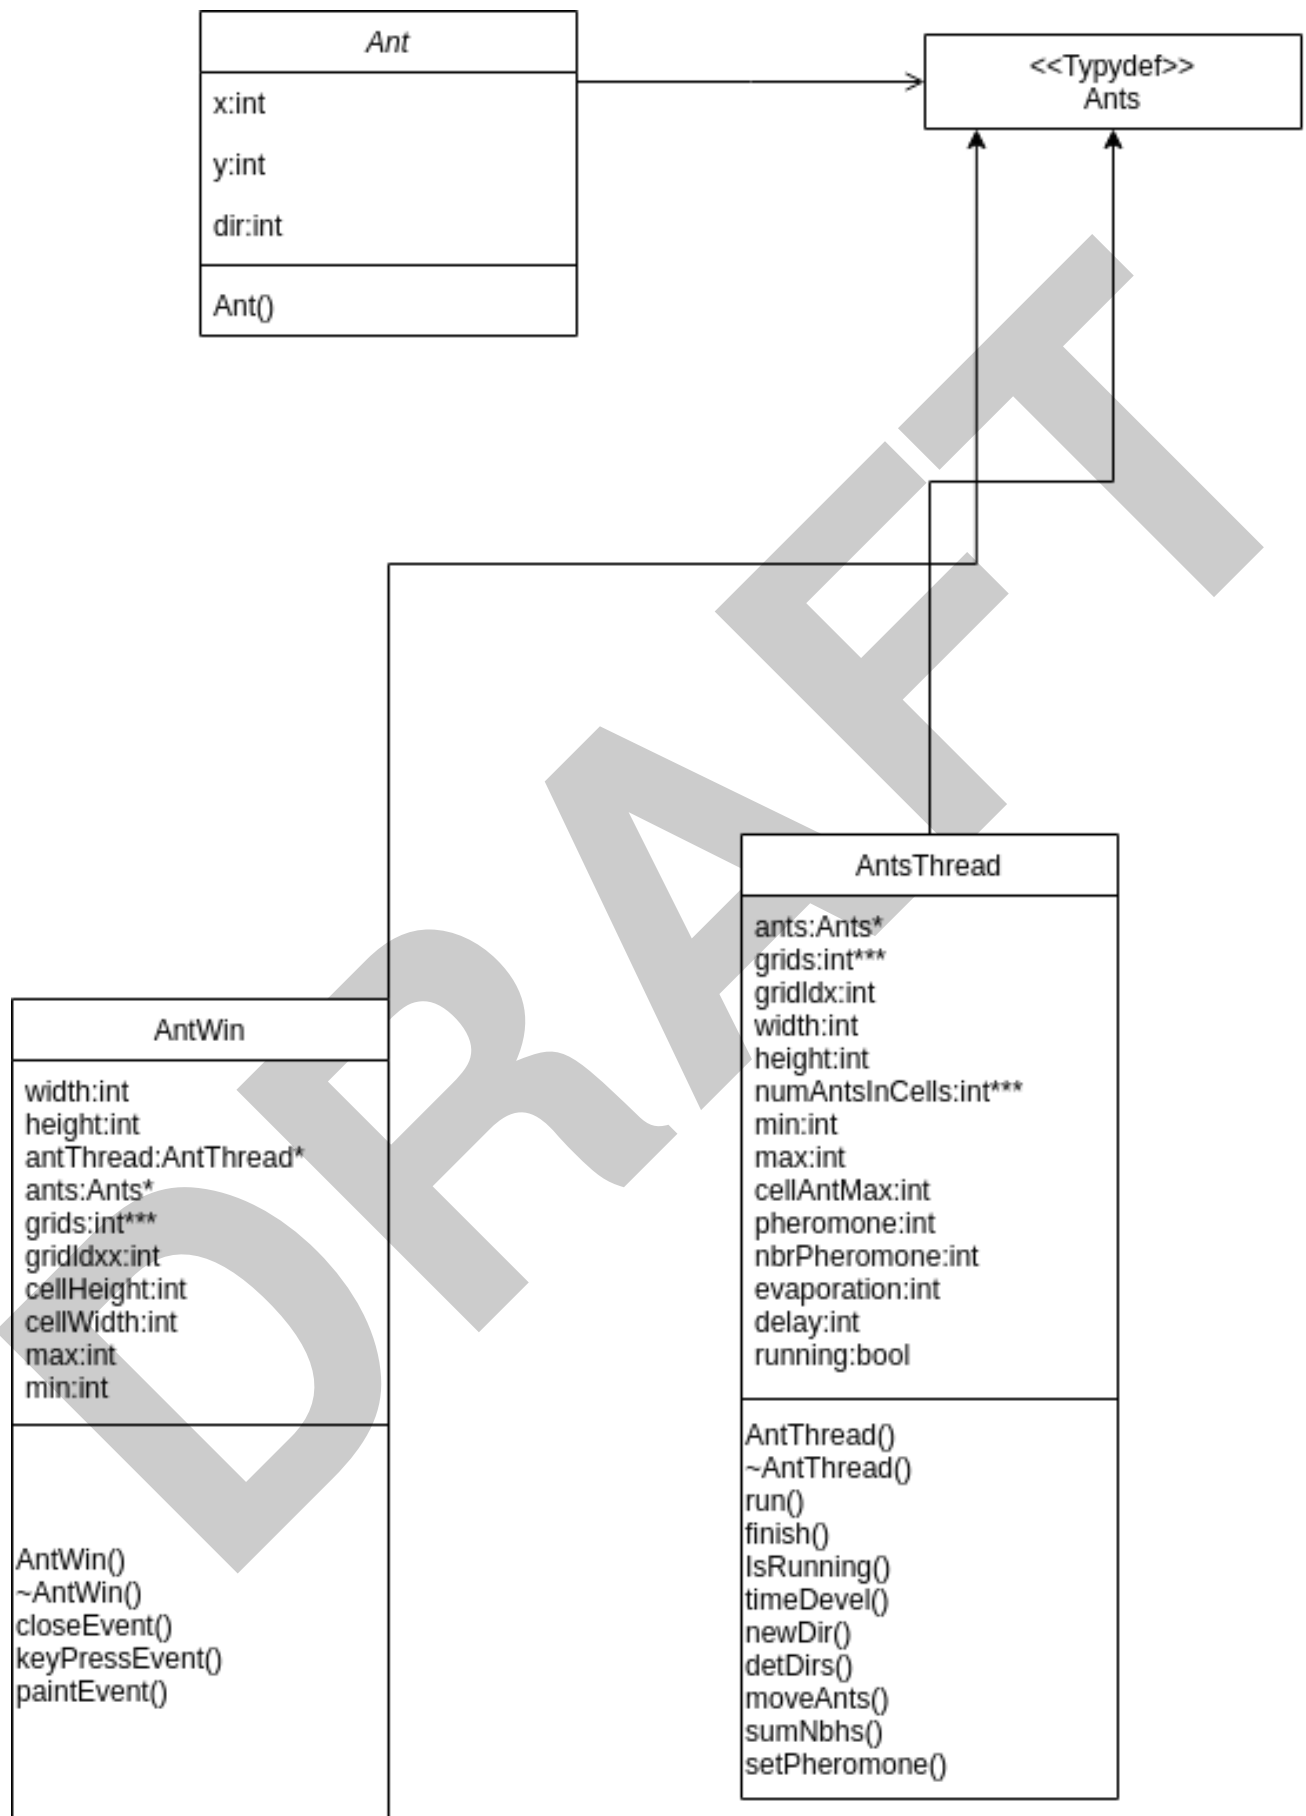 Ant
x:int
y:int
dir:int
Ant()
<<Typydef>>
Ants
AntWin
width:int
height:int
antThread:AntThread*
ants:Ants*
grids:int***
gridIdxx:int
cellHeight:int
cellWidth:int
max:int
min:int
AntWin()
~AntWin()
closeEvent()
keyPressEvent()
paintEvent()
AntsThread
ants:Ants*
grids:int***
gridIdx:int
width:int
height:int
numAntsInCells:int***
min:int
max:int
cellAntMax:int
pheromone:int
nbrPheromone:int
evaporation:int
delay:int
running:bool
AntThread()
~AntThread()
run()
finish()
IsRunning()
timeDevel()
newDir()
detDirs()
moveAnts()
sumNbhs()
setPheromone()
DRAFT